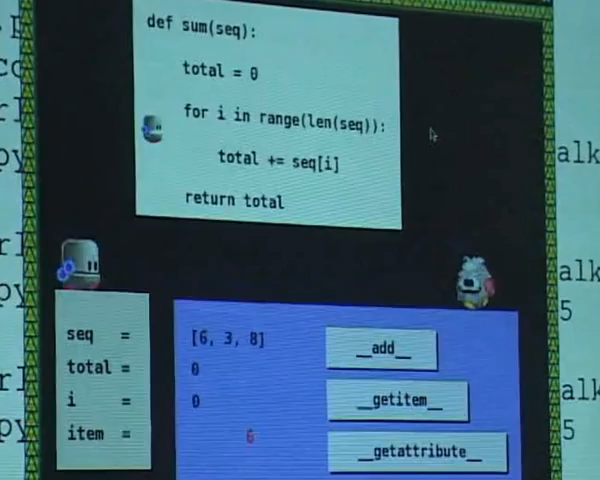 def sum(seq):
total = 0
for i in range(len(seq)):
total += seq[i]
return total
alk
alk
5
alk
5
seq = [6, 3, 8]
total = 0
i = 0
item = 6
__add__
__getitem__
__getattribute__